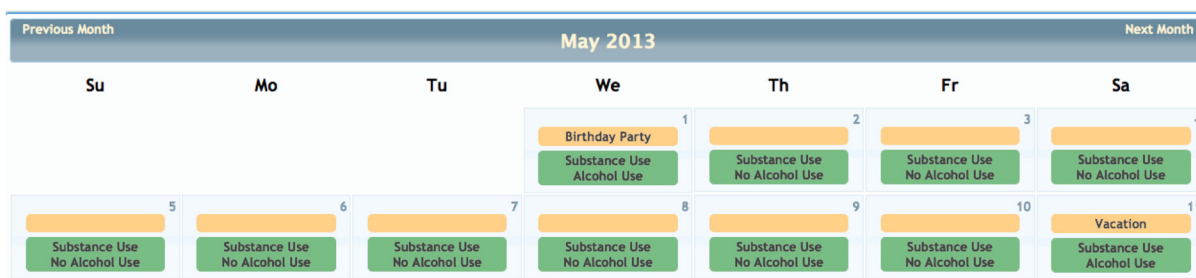 Previous Month
May 2013
Next Month
Su Mo Tu We Th Fr Sa
1 2 3
Birthday Party
Substance Use Substance Use Substance Use Substance Use
Alcohol Use No Alcohol Use No Alcohol Use No Alcohol Use
5 6 7 8 9 10
Vacation
Substance Use Substance Use Substance Use Substance Use Substance Use Substance Use Substance Use
No Alcohol Use No Alcohol Use No Alcohol Use No Alcohol Use No Alcohol Use No Alcohol Use Alcohol Use